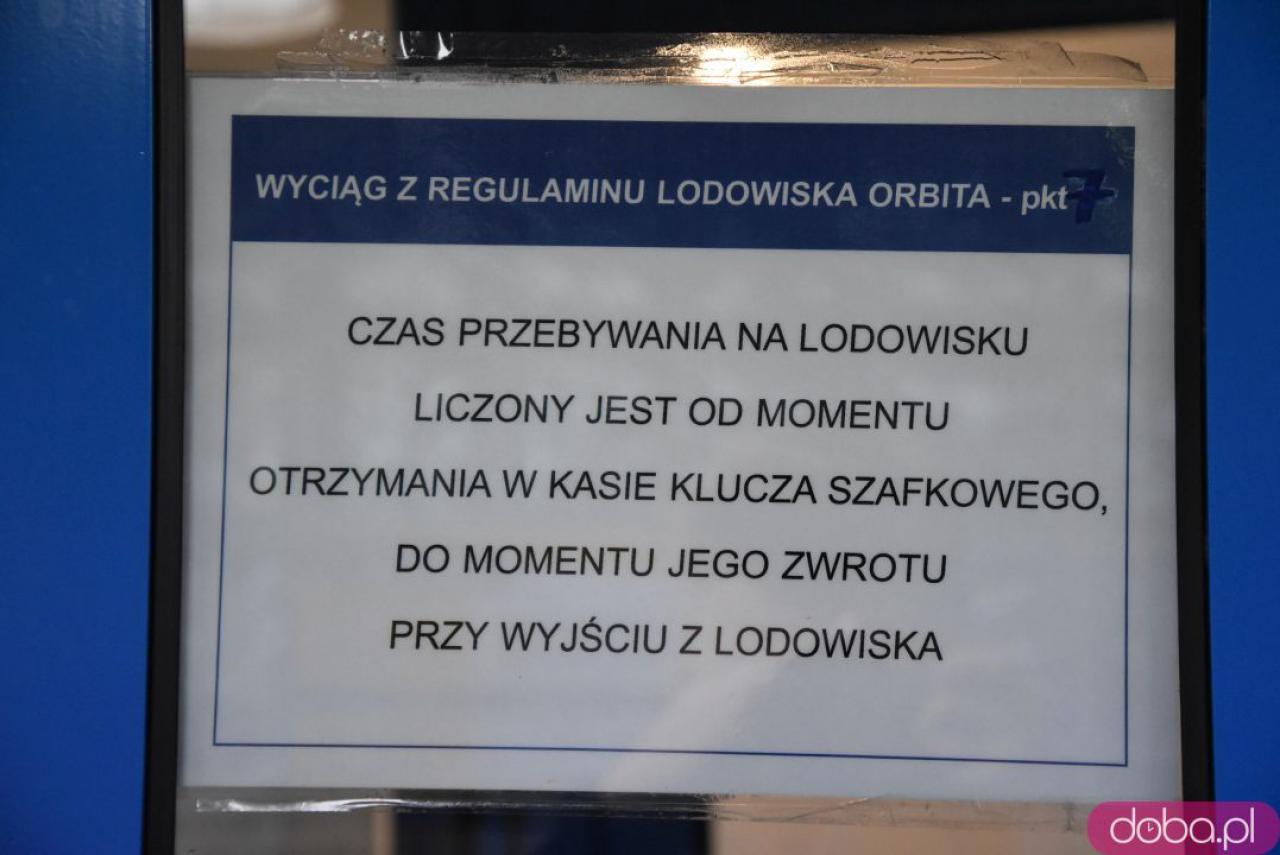 WYCIĄG Z REGULAMINU LODOWISKA ORBITA - pkt 7
CZAS PRZEBYWANIA NA LODOWISKU
LICZONY JEST OD MOMENTU
OTRZYMANIA W KASIE KLUCZA SZAFKOWEGO,
DO MOMENTU JEGO ZWROTU
PRZY WYJŚCIU Z LODOWISKA
doba.pl